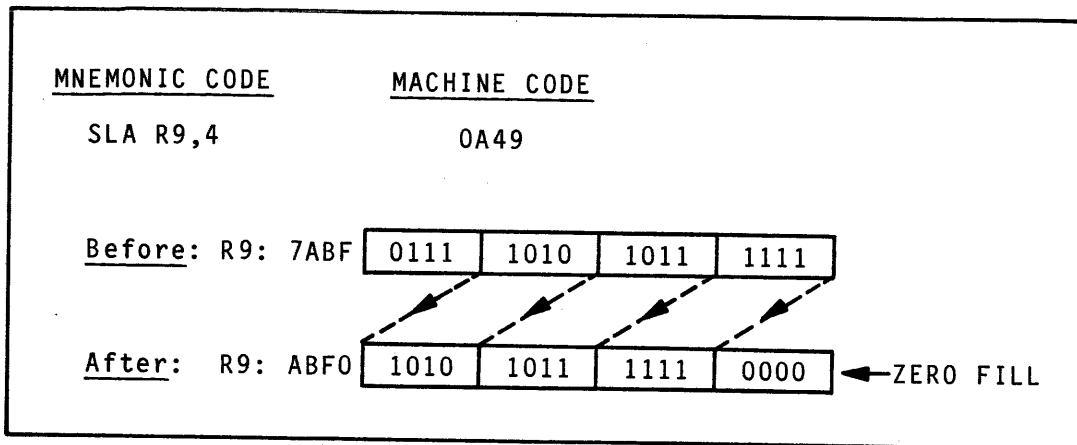 MNEMONIC CODE MACHINE CODE
SLA R9,4 0A49
Before: R9: 7ABF 0111 1010 1011 1111
After: R9: ABF0 1010 1011 1111 0000 ZERO FILL